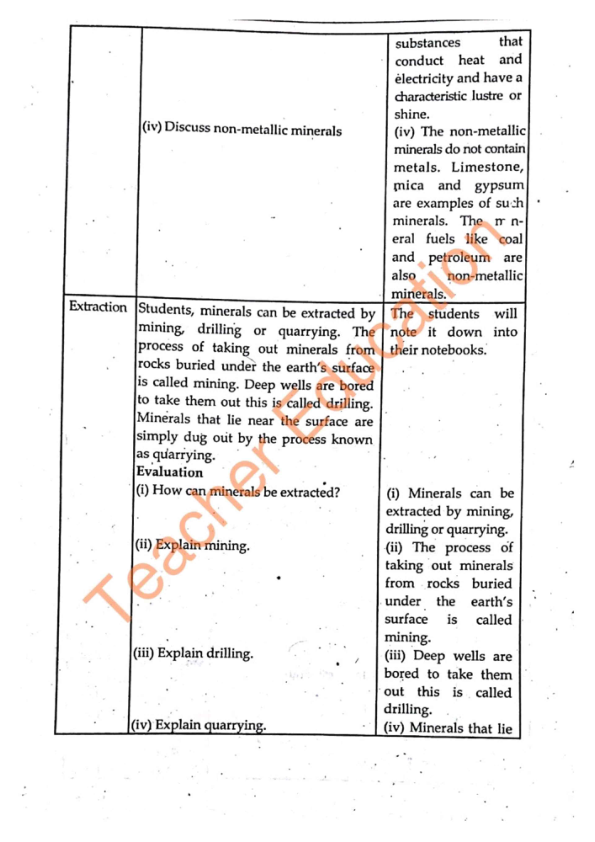 substances that
conduct heat and
electricity and have a
characteristic lustre or
shine.
(iv) Discuss non-metallic minerals
(iv) The non-metallic
minerals do not contain
metals. Limestone,
mica and gypsum
are examples of such
minerals. The min-
eral fuels like coal
and petroleum are
also non-metallic
minerals.
Extraction
Students, minerals can be extracted by
mining, drilling or quarrying. The
process of taking out minerals from
rocks buried under the earth's surface
is called mining. Deep wells are bored
to take them out this is called drilling.
Minerals that lie near the surface are
simply dug out by the process known
as quarrying.
The students will
note it down into
their notebooks.
Evaluation
(i) How can minerals be extracted?
(i) Minerals can be
extracted by mining,
drilling or quarrying.
(ii) Explain mining.
(ii) The process of
taking out minerals
from rocks buried
under the earth's
surface is called
mining.
(iii) Explain drilling.
(iii) Deep wells are
bored to take them
out this is called
drilling.
(iv) Explain quarrying.
(iv) Minerals that lie
Teacher Education